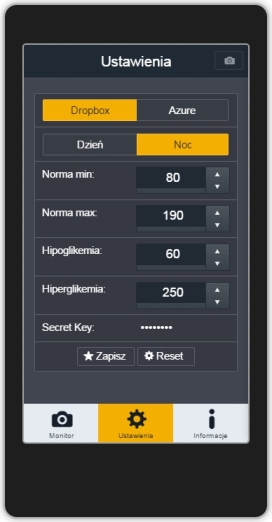 Ustawienia
Dropbox Azure
Dzień Noc
Norma min: 80
Norma max: 190
Hipoglikemia: 60
Hiperglikemia: 250
Secret Key: ••••••••
Zapisz Reset
Monitor Ustawienia Informacje